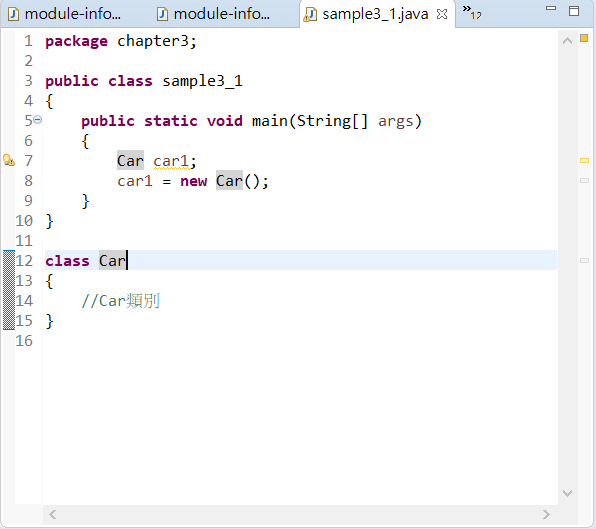 module-info... module-info... sample3_1.java »12
1 package chapter3;
2
3 public class sample3_1
4 {
5 public static void main(String[] args)
6 {
7 Car car1;
8 car1 = new Car();
9 }
10 }
11
12 class Car
13 {
14 //Car類別
15 }
16